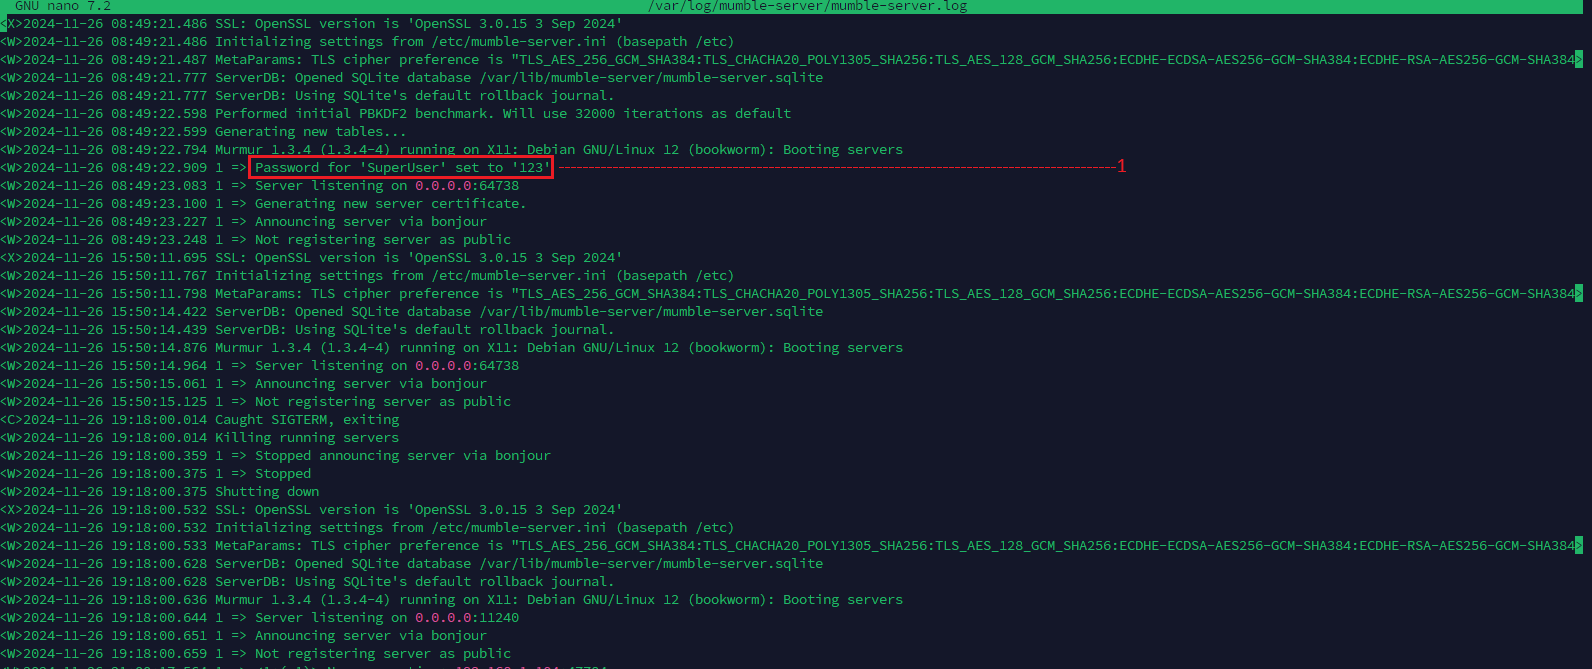 GNU nano 7.2 /var/log/mumble-server/mumble-server.log
<X>2024-11-26 08:49:21.486 SSL: OpenSSL version is 'OpenSSL 3.0.15 3 Sep 2024'
<W>2024-11-26 08:49:21.486 Initializing settings from /etc/mumble-server.ini (basepath /etc)
<W>2024-11-26 08:49:21.487 MetaParams: TLS cipher preference is "TLS_AES_256_GCM_SHA384:TLS_CHACHA20_POLY1305_SHA256:TLS_AES_128_GCM_SHA256:ECDHE-ECDSA-AES256-GCM-SHA384:ECDHE-RSA-AES256-GCM-SHA384>
<W>2024-11-26 08:49:21.777 ServerDB: Opened SQLite database /var/lib/mumble-server/mumble-server.sqlite
<W>2024-11-26 08:49:21.777 ServerDB: Using SQLite's default rollback journal.
<W>2024-11-26 08:49:22.598 Performed initial PBKDF2 benchmark. Will use 32000 iterations as default
<W>2024-11-26 08:49:22.599 Generating new tables...
<W>2024-11-26 08:49:22.794 Murmur 1.3.4 (1.3.4-4) running on X11: Debian GNU/Linux 12 (bookworm): Booting servers
<W>2024-11-26 08:49:22.909 1 => Password for 'SuperUser' set to '123' 1
<W>2024-11-26 08:49:23.083 1 => Server listening on 0.0.0.0:64738
<W>2024-11-26 08:49:23.100 1 => Generating new server certificate.
<W>2024-11-26 08:49:23.227 1 => Announcing server via bonjour
<W>2024-11-26 08:49:23.248 1 => Not registering server as public
<X>2024-11-26 15:50:11.695 SSL: OpenSSL version is 'OpenSSL 3.0.15 3 Sep 2024'
<W>2024-11-26 15:50:11.767 Initializing settings from /etc/mumble-server.ini (basepath /etc)
<W>2024-11-26 15:50:11.798 MetaParams: TLS cipher preference is "TLS_AES_256_GCM_SHA384:TLS_CHACHA20_POLY1305_SHA256:TLS_AES_128_GCM_SHA256:ECDHE-ECDSA-AES256-GCM-SHA384:ECDHE-RSA-AES256-GCM-SHA384>
<W>2024-11-26 15:50:14.422 ServerDB: Opened SQLite database /var/lib/mumble-server/mumble-server.sqlite
<W>2024-11-26 15:50:14.439 ServerDB: Using SQLite's default rollback journal.
<W>2024-11-26 15:50:14.876 Murmur 1.3.4 (1.3.4-4) running on X11: Debian GNU/Linux 12 (bookworm): Booting servers
<W>2024-11-26 15:50:14.964 1 => Server listening on 0.0.0.0:64738
<W>2024-11-26 15:50:15.061 1 => Announcing server via bonjour
<W>2024-11-26 15:50:15.125 1 => Not registering server as public
<C>2024-11-26 19:18:00.014 Caught SIGTERM, exiting
<W>2024-11-26 19:18:00.014 Killing running servers
<W>2024-11-26 19:18:00.359 1 => Stopped announcing server via bonjour
<W>2024-11-26 19:18:00.375 1 => Stopped
<W>2024-11-26 19:18:00.375 Shutting down
<X>2024-11-26 19:18:00.532 SSL: OpenSSL version is 'OpenSSL 3.0.15 3 Sep 2024'
<W>2024-11-26 19:18:00.532 Initializing settings from /etc/mumble-server.ini (basepath /etc)
<W>2024-11-26 19:18:00.533 MetaParams: TLS cipher preference is "TLS_AES_256_GCM_SHA384:TLS_CHACHA20_POLY1305_SHA256:TLS_AES_128_GCM_SHA256:ECDHE-ECDSA-AES256-GCM-SHA384:ECDHE-RSA-AES256-GCM-SHA384>
<W>2024-11-26 19:18:00.628 ServerDB: Opened SQLite database /var/lib/mumble-server/mumble-server.sqlite
<W>2024-11-26 19:18:00.628 ServerDB: Using SQLite's default rollback journal.
<W>2024-11-26 19:18:00.636 Murmur 1.3.4 (1.3.4-4) running on X11: Debian GNU/Linux 12 (bookworm): Booting servers
<W>2024-11-26 19:18:00.644 1 => Server listening on 0.0.0.0:11240
<W>2024-11-26 19:18:00.651 1 => Announcing server via bonjour
<W>2024-11-26 19:18:00.659 1 => Not registering server as public